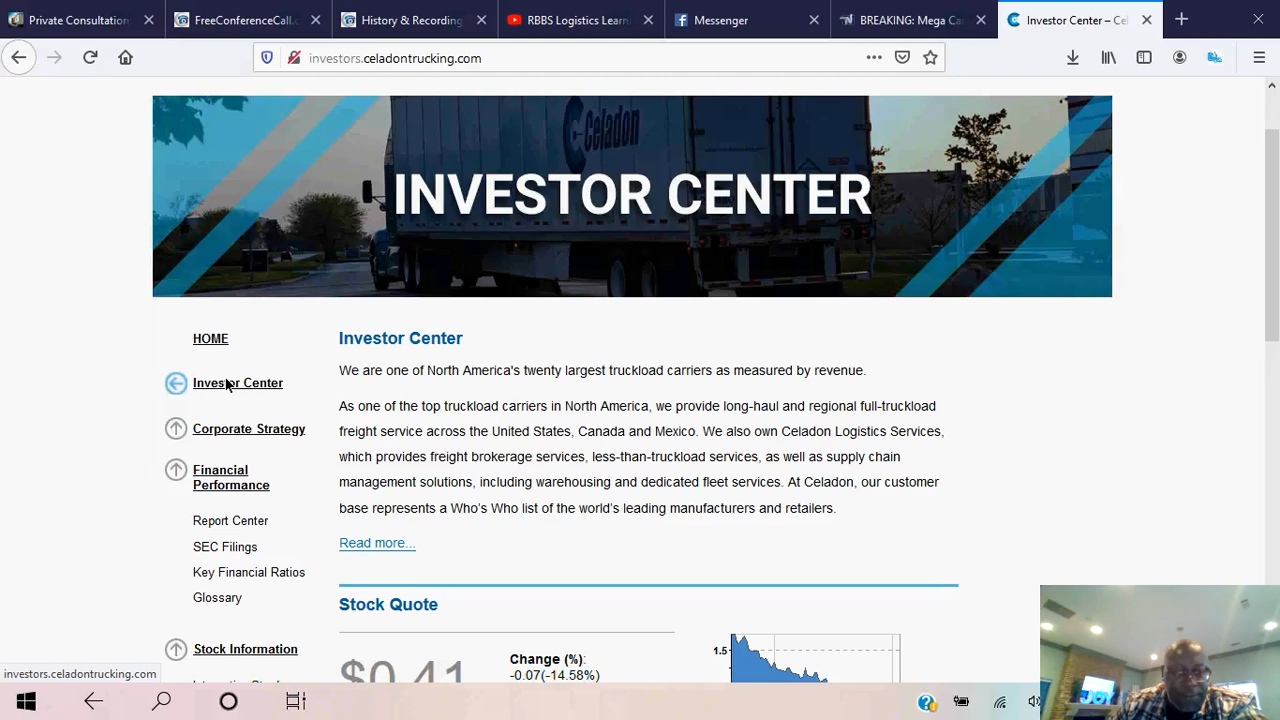 Private Consultation
FreeConferenceCall.c
History & Recording
RBBS Logistics Learn
Messenger
BREAKING: Mega Ca
Investor Center – Cel
investors.celadontrucking.com
Celadon
INVESTOR CENTER
HOME
Investor Center
Corporate Strategy
Financial
Performance
Report Center
SEC Filings
Key Financial Ratios
Glossary
Stock Information
Investor Center
We are one of North America's twenty largest truckload carriers as measured by revenue.
As one of the top truckload carriers in North America, we provide long-haul and regional full-truckload
freight service across the United States, Canada and Mexico. We also own Celadon Logistics Services,
which provides freight brokerage services, less-than-truckload services, as well as supply chain
management solutions, including warehousing and dedicated fleet services. At Celadon, our customer
base represents a Who's Who list of the world's leading manufacturers and retailers.
Read more...
Stock Quote
$0.41
Change (%):
-0.07(-14.58%)
1.5
investors.celadontrucking.com
JOY